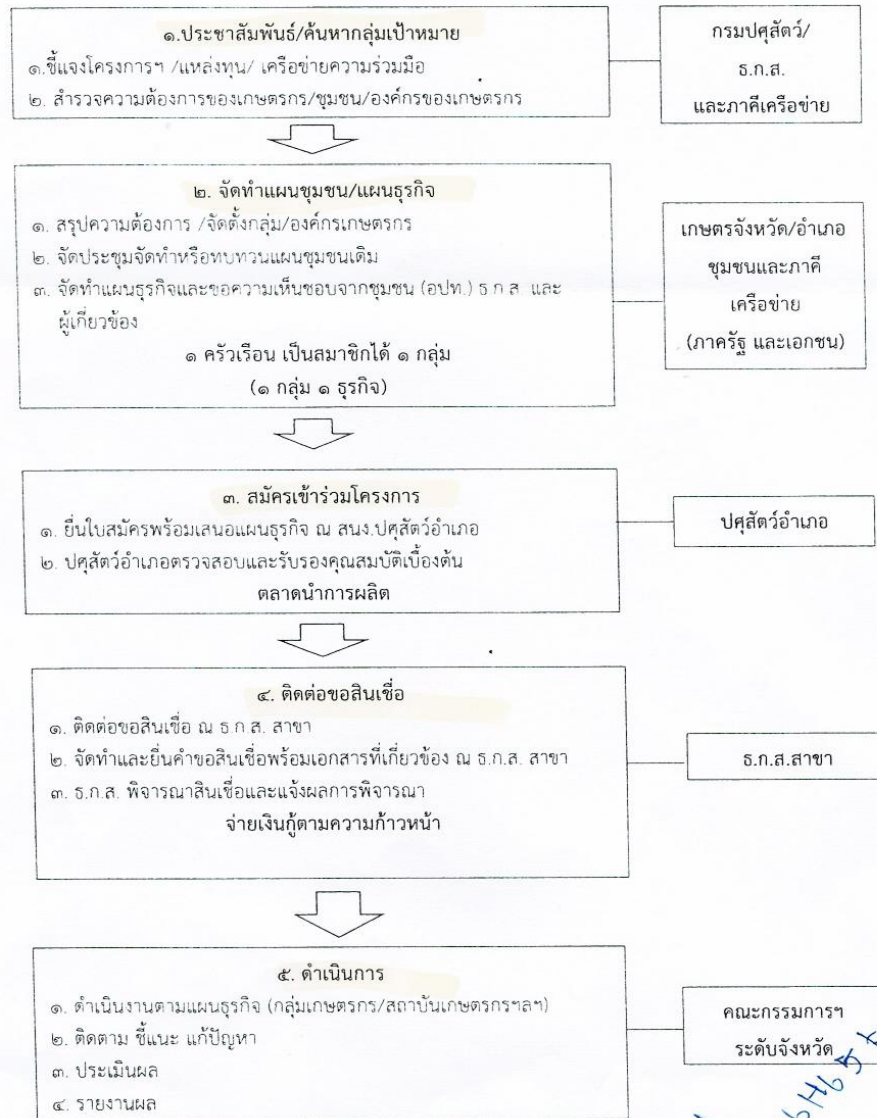 ๑.ประชาสัมพันธ์/ค้นหากลุ่มเป้าหมาย
๑.ชี้แจงโครงการฯ /แหล่งทุน/ เครือข่ายความร่วมมือ
๒. สำรวจความต้องการของเกษตรกร/ชุมชน/องค์กรของเกษตรกร
กรมปศุสัตว์/
ธ.ก.ส.
และภาคีเครือข่าย
๒. จัดทำแผนชุมชน/แผนธุรกิจ
๑. สรุปความต้องการ /จัดตั้งกลุ่ม/องค์กรเกษตรกร
๒. จัดประชุมจัดทำหรือทบทวนแผนชุมชนเดิม
๓. จัดทำแผนธุรกิจและขอความเห็นชอบจากชุมชน (อปท.) ธ ก ส. และ
ผู้เกี่ยวข้อง
๑ ครัวเรือน เป็นสมาชิกได้ ๑ กลุ่ม
(๑ กลุ่ม ๑ ธุรกิจ)
เกษตรจังหวัด/อำเภอ
ชุมชนและภาคี
เครือข่าย
(ภาครัฐ และเอกชน)
๓. สมัครเข้าร่วมโครงการ
๑. ยื่นใบสมัครพร้อมเสนอแผนธุรกิจ ณ สนง.ปศุสัตว์อำเภอ
๒. ปศุสัตว์อำเภอตรวจสอบและรับรองคุณสมบัติเบื้องต้น
ตลาดนำการผลิต
ปศุสัตว์อำเภอ
๔. ติดต่อขอสินเชื่อ
๑. ติดต่อขอสินเชื่อ ณ ธ.ก.ส. สาขา
๒. จัดทำและยื่นคำขอสินเชื่อพร้อมเอกสารที่เกี่ยวข้อง ณ ธ.ก.ส. สาขา
๓. ธ.ก.ส. พิจารณาสินเชื่อและแจ้งผลการพิจารณา
จ่ายเงินกู้ตามความก้าวหน้า
ธ.ก.ส.สาขา
๕. ดำเนินการ
๑. ดำเนินงานตามแผนธุรกิจ (กลุ่มเกษตรกร/สถาบันเกษตรกรฯลฯ)
๒. ติดตาม ชี้แนะ แก้ปัญหา
๓. ประเมินผล
๔. รายงานผล
คณะกรรมการฯ
ระดับจังหวัด